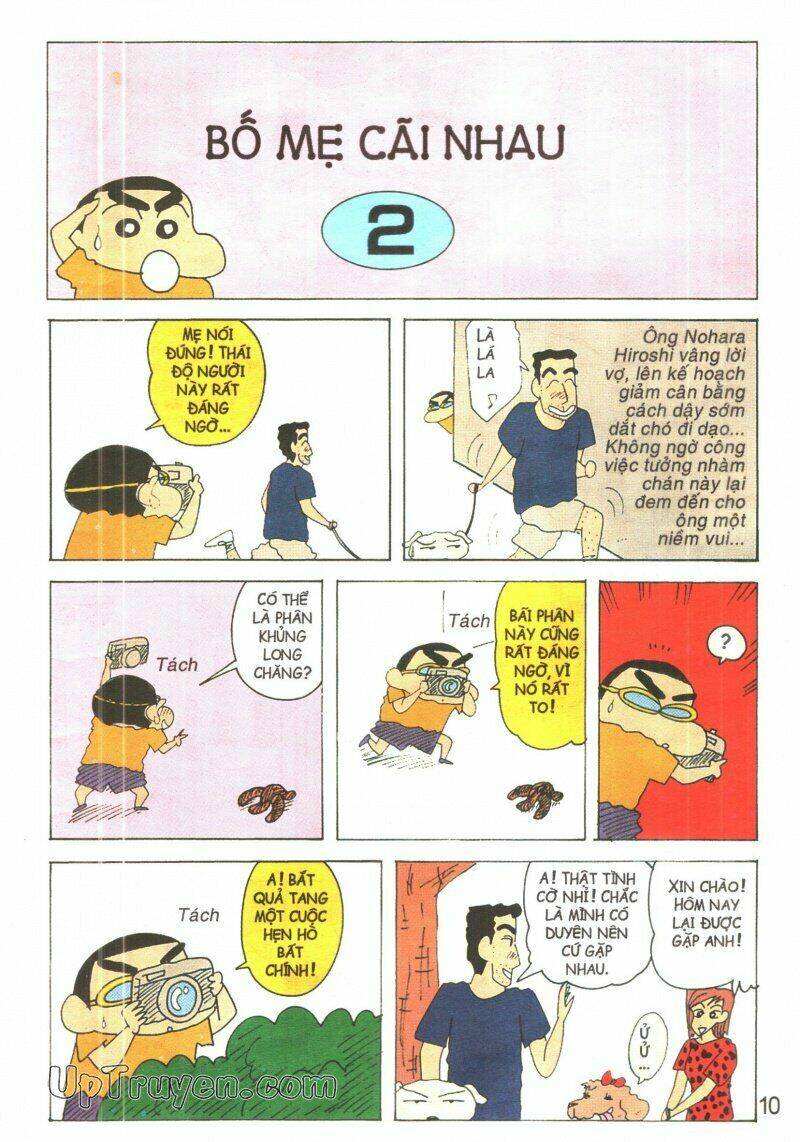 BỐ MẸ CÃI NHAU
2
Ông Nohara
Hiroshi vâng lời
vợ, lên kế hoạch
giảm cân bằng
cách dậy sớm
dắt chó đi dạo...
Không ngờ công
việc tưởng nhàm
chán này lại
đem đến cho
ông một
niềm vui...
LÀ
LÁ
LA
♪
MẸ NÓI
ĐÚNG! THÁI
ĐỘ NGƯỜI
NÀY RẤT
ĐÁNG
NGỜ...
?
BÃI PHÂN
NÀY CŨNG
RẤT ĐÁNG
NGỜ, VÌ
NÓ RẤT
TO!
Tách
CÓ THỂ
LÀ PHÂN
KHỦNG
LONG
CHĂNG?
Tách
XIN CHÀO!
HÔM NAY
LẠI ĐƯỢC
GẶP ANH!
A! THẬT TÌNH
CỜ NHỈ! CHẮC
LÀ MÌNH CÓ
DUYÊN NÊN
CỨ GẶP
NHAU.
Ử
Ử...
A! BẮT
QUẢ TANG
MỘT CUỘC
HẸN HÒ
BẤT
CHÍNH!
Tách
UpTruyen.com
10